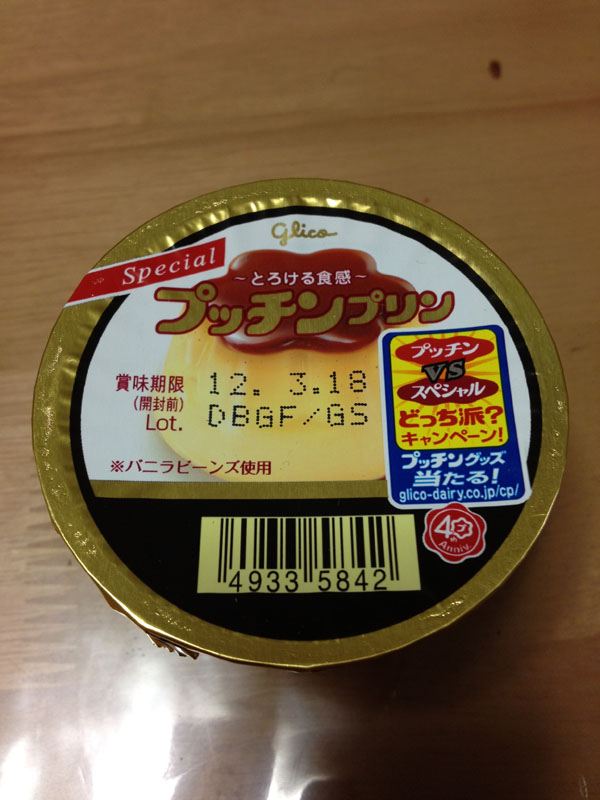 glico
Special
～とろける食感～
プッチンプリン
賞味期限 12. 3.18
(開封前)
Lot. DBGF/GS
※バニラビーンズ使用
プッチン
VS
スペシャル
どっち派?
キャンペーン!
プッチングッズ
当たる!
glico-dairy.co.jp/cp/
4933 5842
40th
Anniv.